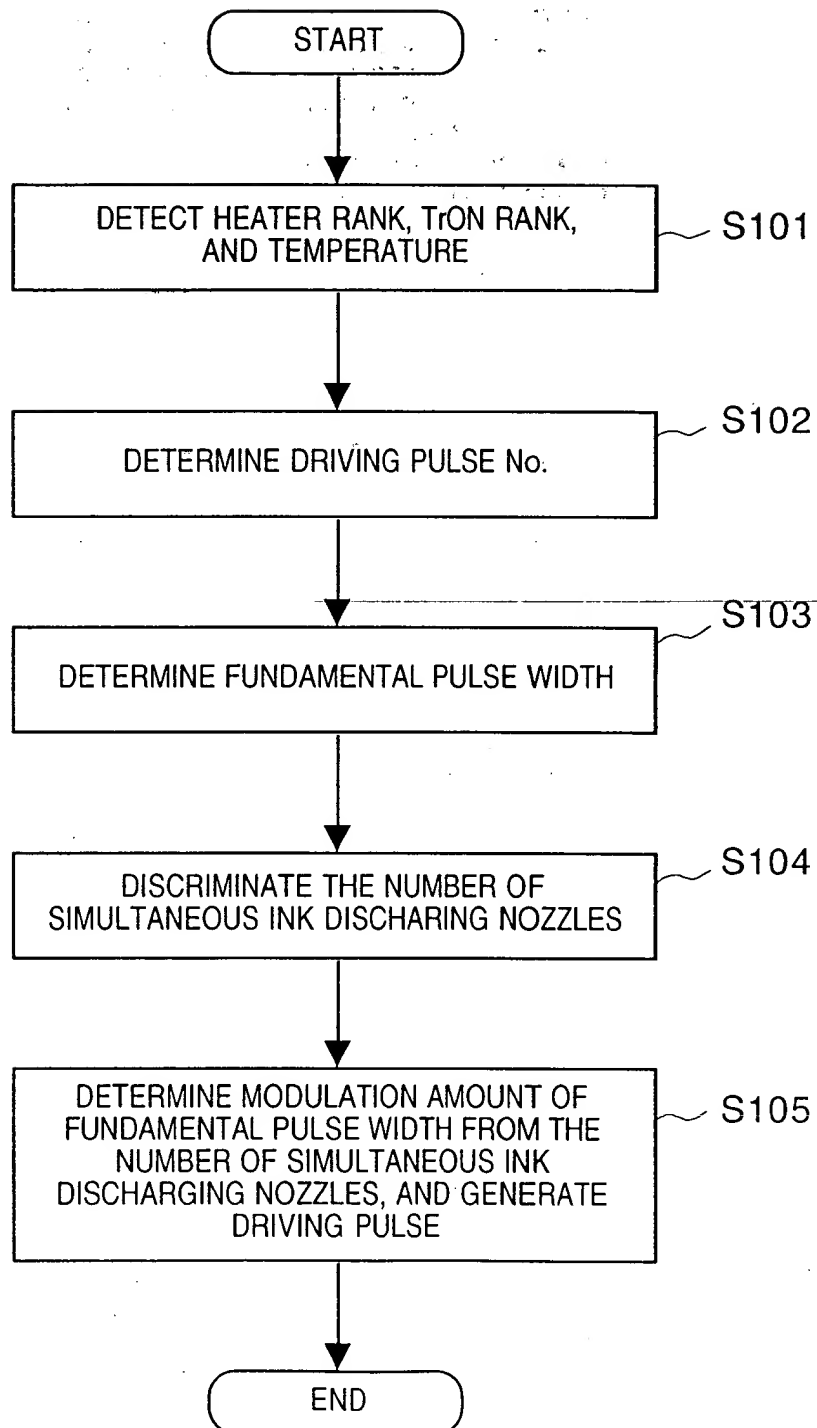 START
DETECT HEATER RANK, TrON RANK,
AND TEMPERATURE
S101
DETERMINE DRIVING PULSE No.
S102
DETERMINE FUNDAMENTAL PULSE WIDTH
S103
DISCRIMINATE THE NUMBER OF
SIMULTANEOUS INK DISCHARING NOZZLES
S104
DETERMINE MODULATION AMOUNT OF
FUNDAMENTAL PULSE WIDTH FROM THE
NUMBER OF SIMULTANEOUS INK
DISCHARGING NOZZLES, AND GENERATE
DRIVING PULSE
S105
END